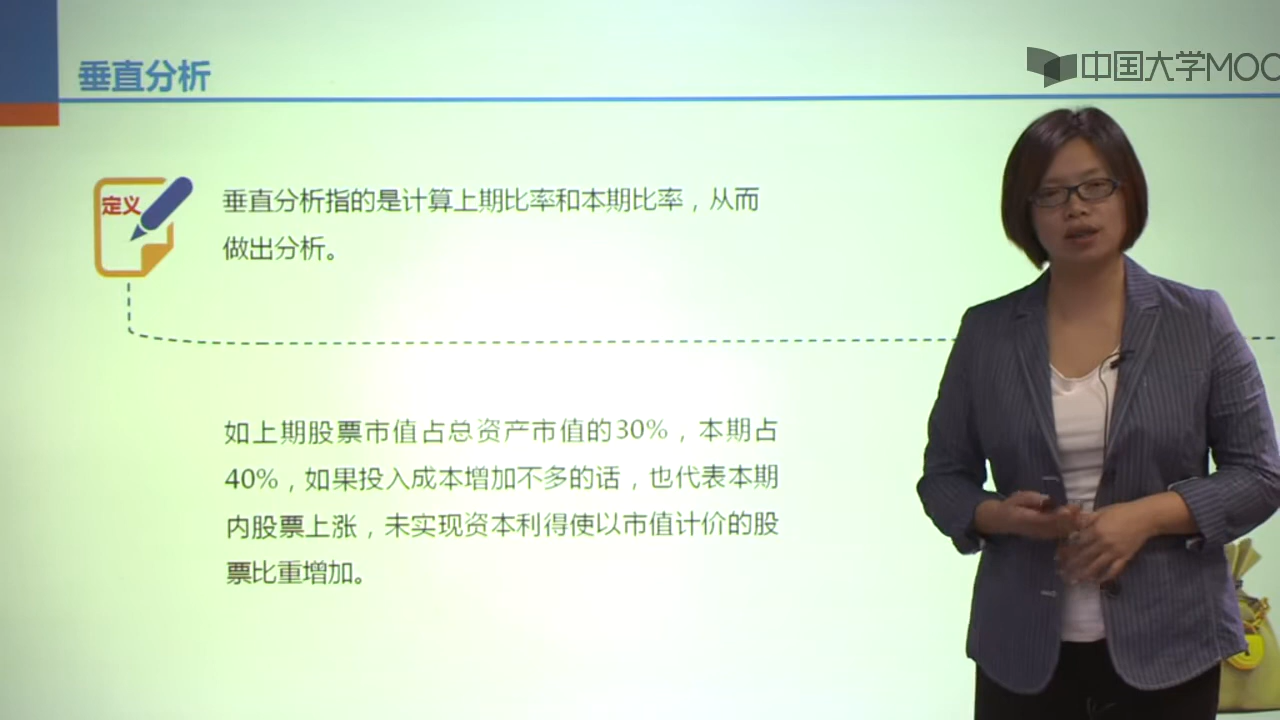 垂直分析
中国大学MOO
定义
垂直分析指的是计算上期比率和本期比率，从而
做出分析。
如上期股票市值占总资产市值的30%，本期占
40%，如果投入成本增加不多的话，也代表本期
内股票上涨，未实现资本利得使以市值计价的股
票比重增加。